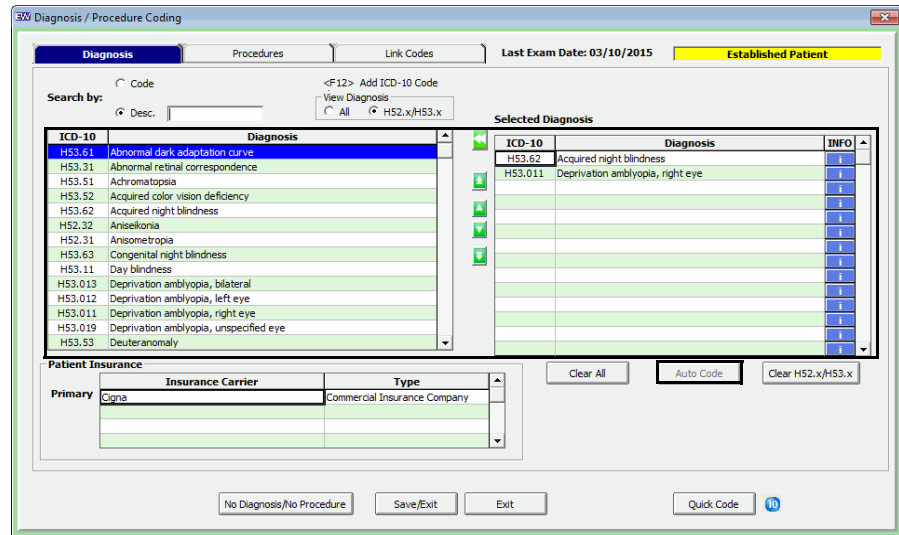 EW Diagnosis / Procedure Coding
Diagnosis Procedures Link Codes Last Exam Date: 03/10/2015 Established Patient
Search by: Code <F12> Add ICD-10 Code
Desc. View Diagnosis All H52.x/H53.x
Selected Diagnosis
ICD-10 Diagnosis
H53.61 Abnormal dark adaptation curve
H53.31 Abnormal retinal correspondence
H53.51 Achromatopsia
H53.52 Acquired color vision deficiency
H53.62 Acquired night blindness
H52.32 Aniseikonia
H52.31 Anisometropia
H53.63 Congenital night blindness
H53.11 Day blindness
H53.013 Deprivation amblyopia, bilateral
H53.012 Deprivation amblyopia, left eye
H53.011 Deprivation amblyopia, right eye
H53.019 Deprivation amblyopia, unspecified eye
H53.53 Deuteranomaly
ICD-10 Diagnosis INFO
H53.62 Acquired night blindness i
H53.011 Deprivation amblyopia, right eye i
i
i
i
i
i
i
i
i
i
i
i
i
Patient Insurance
Insurance Carrier Type
Primary Cigna Commercial Insurance Company
Clear All Auto Code Clear H52.x/H53.x
No Diagnosis/No Procedure Save/Exit Exit Quick Code 10